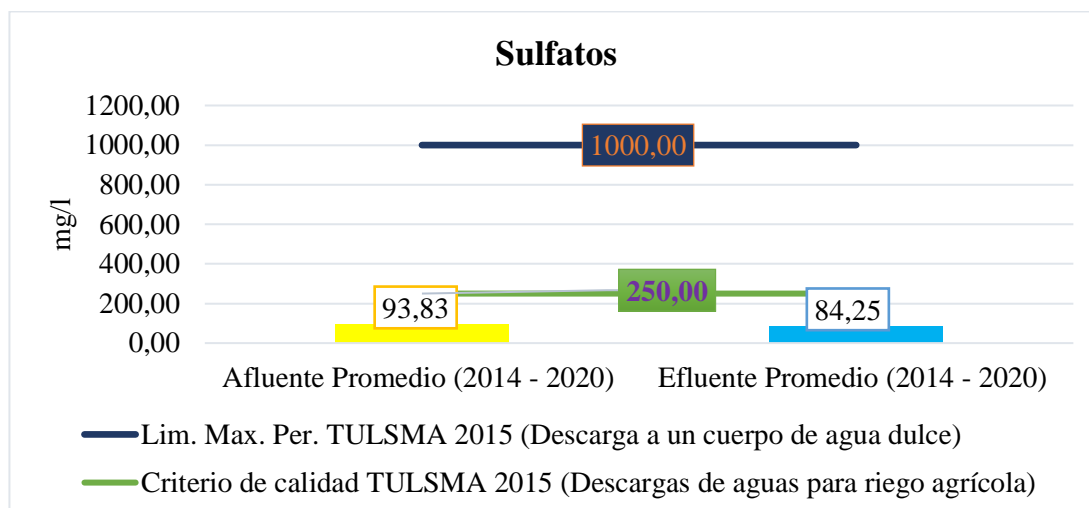 Sulfatos
1200,00
1000,00
800,00
600,00
400,00
200,00
0,00
mg/l
1000,00
250,00
93,83
84,25
Afluente Promedio (2014 - 2020)
Efluente Promedio (2014 - 2020)
Lim. Max. Per. TULSMA 2015 (Descarga a un cuerpo de agua dulce)
Criterio de calidad TULSMA 2015 (Descargas de aguas para riego agrícola)